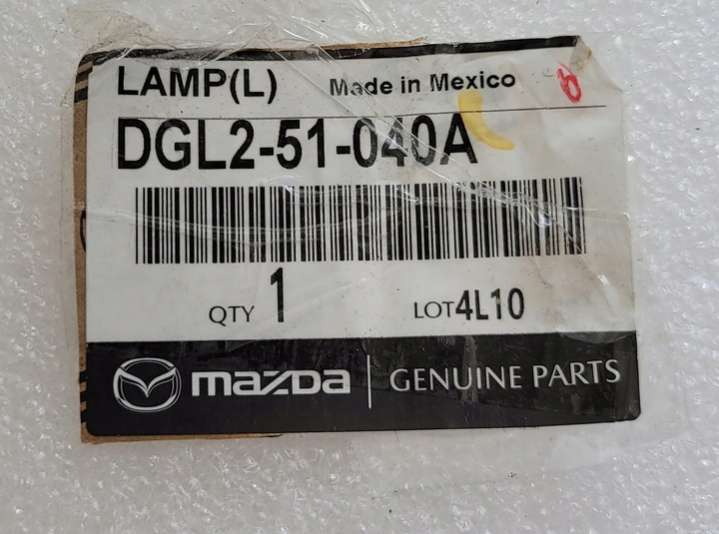 LAMP(L) Made in Mexico
DGL2-51-040A
QTY 1 LOT4L10
mazda GENUINE PARTS